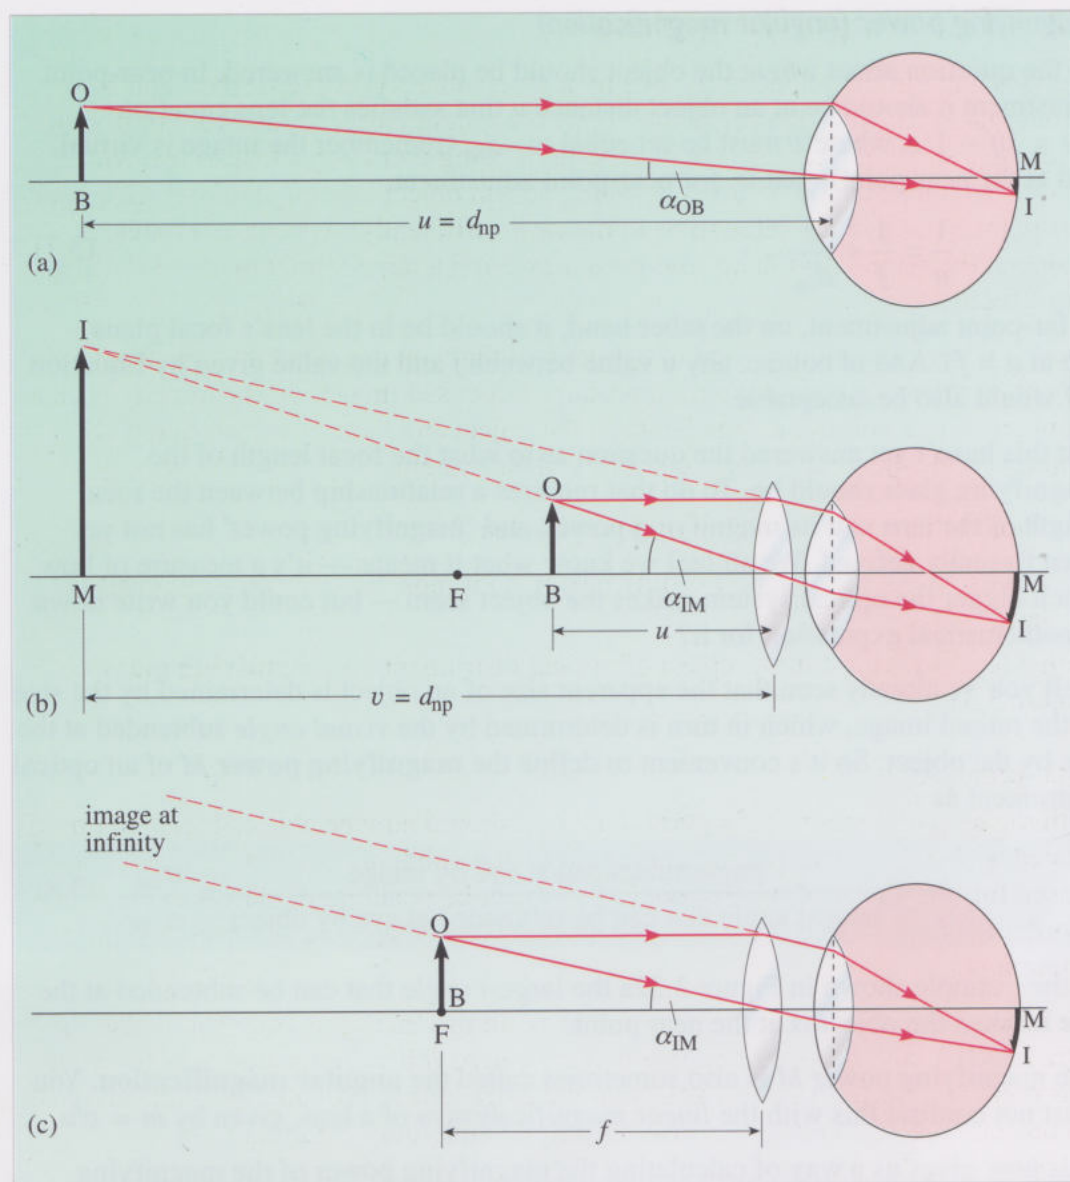 O
M
B
α_OB
I
u = d_np
(a)
I
O
M
F
B
α_IM
M
I
u
(b)
v = d_np
image at
infinity
O
B
F
α_IM
M
I
(c)
f